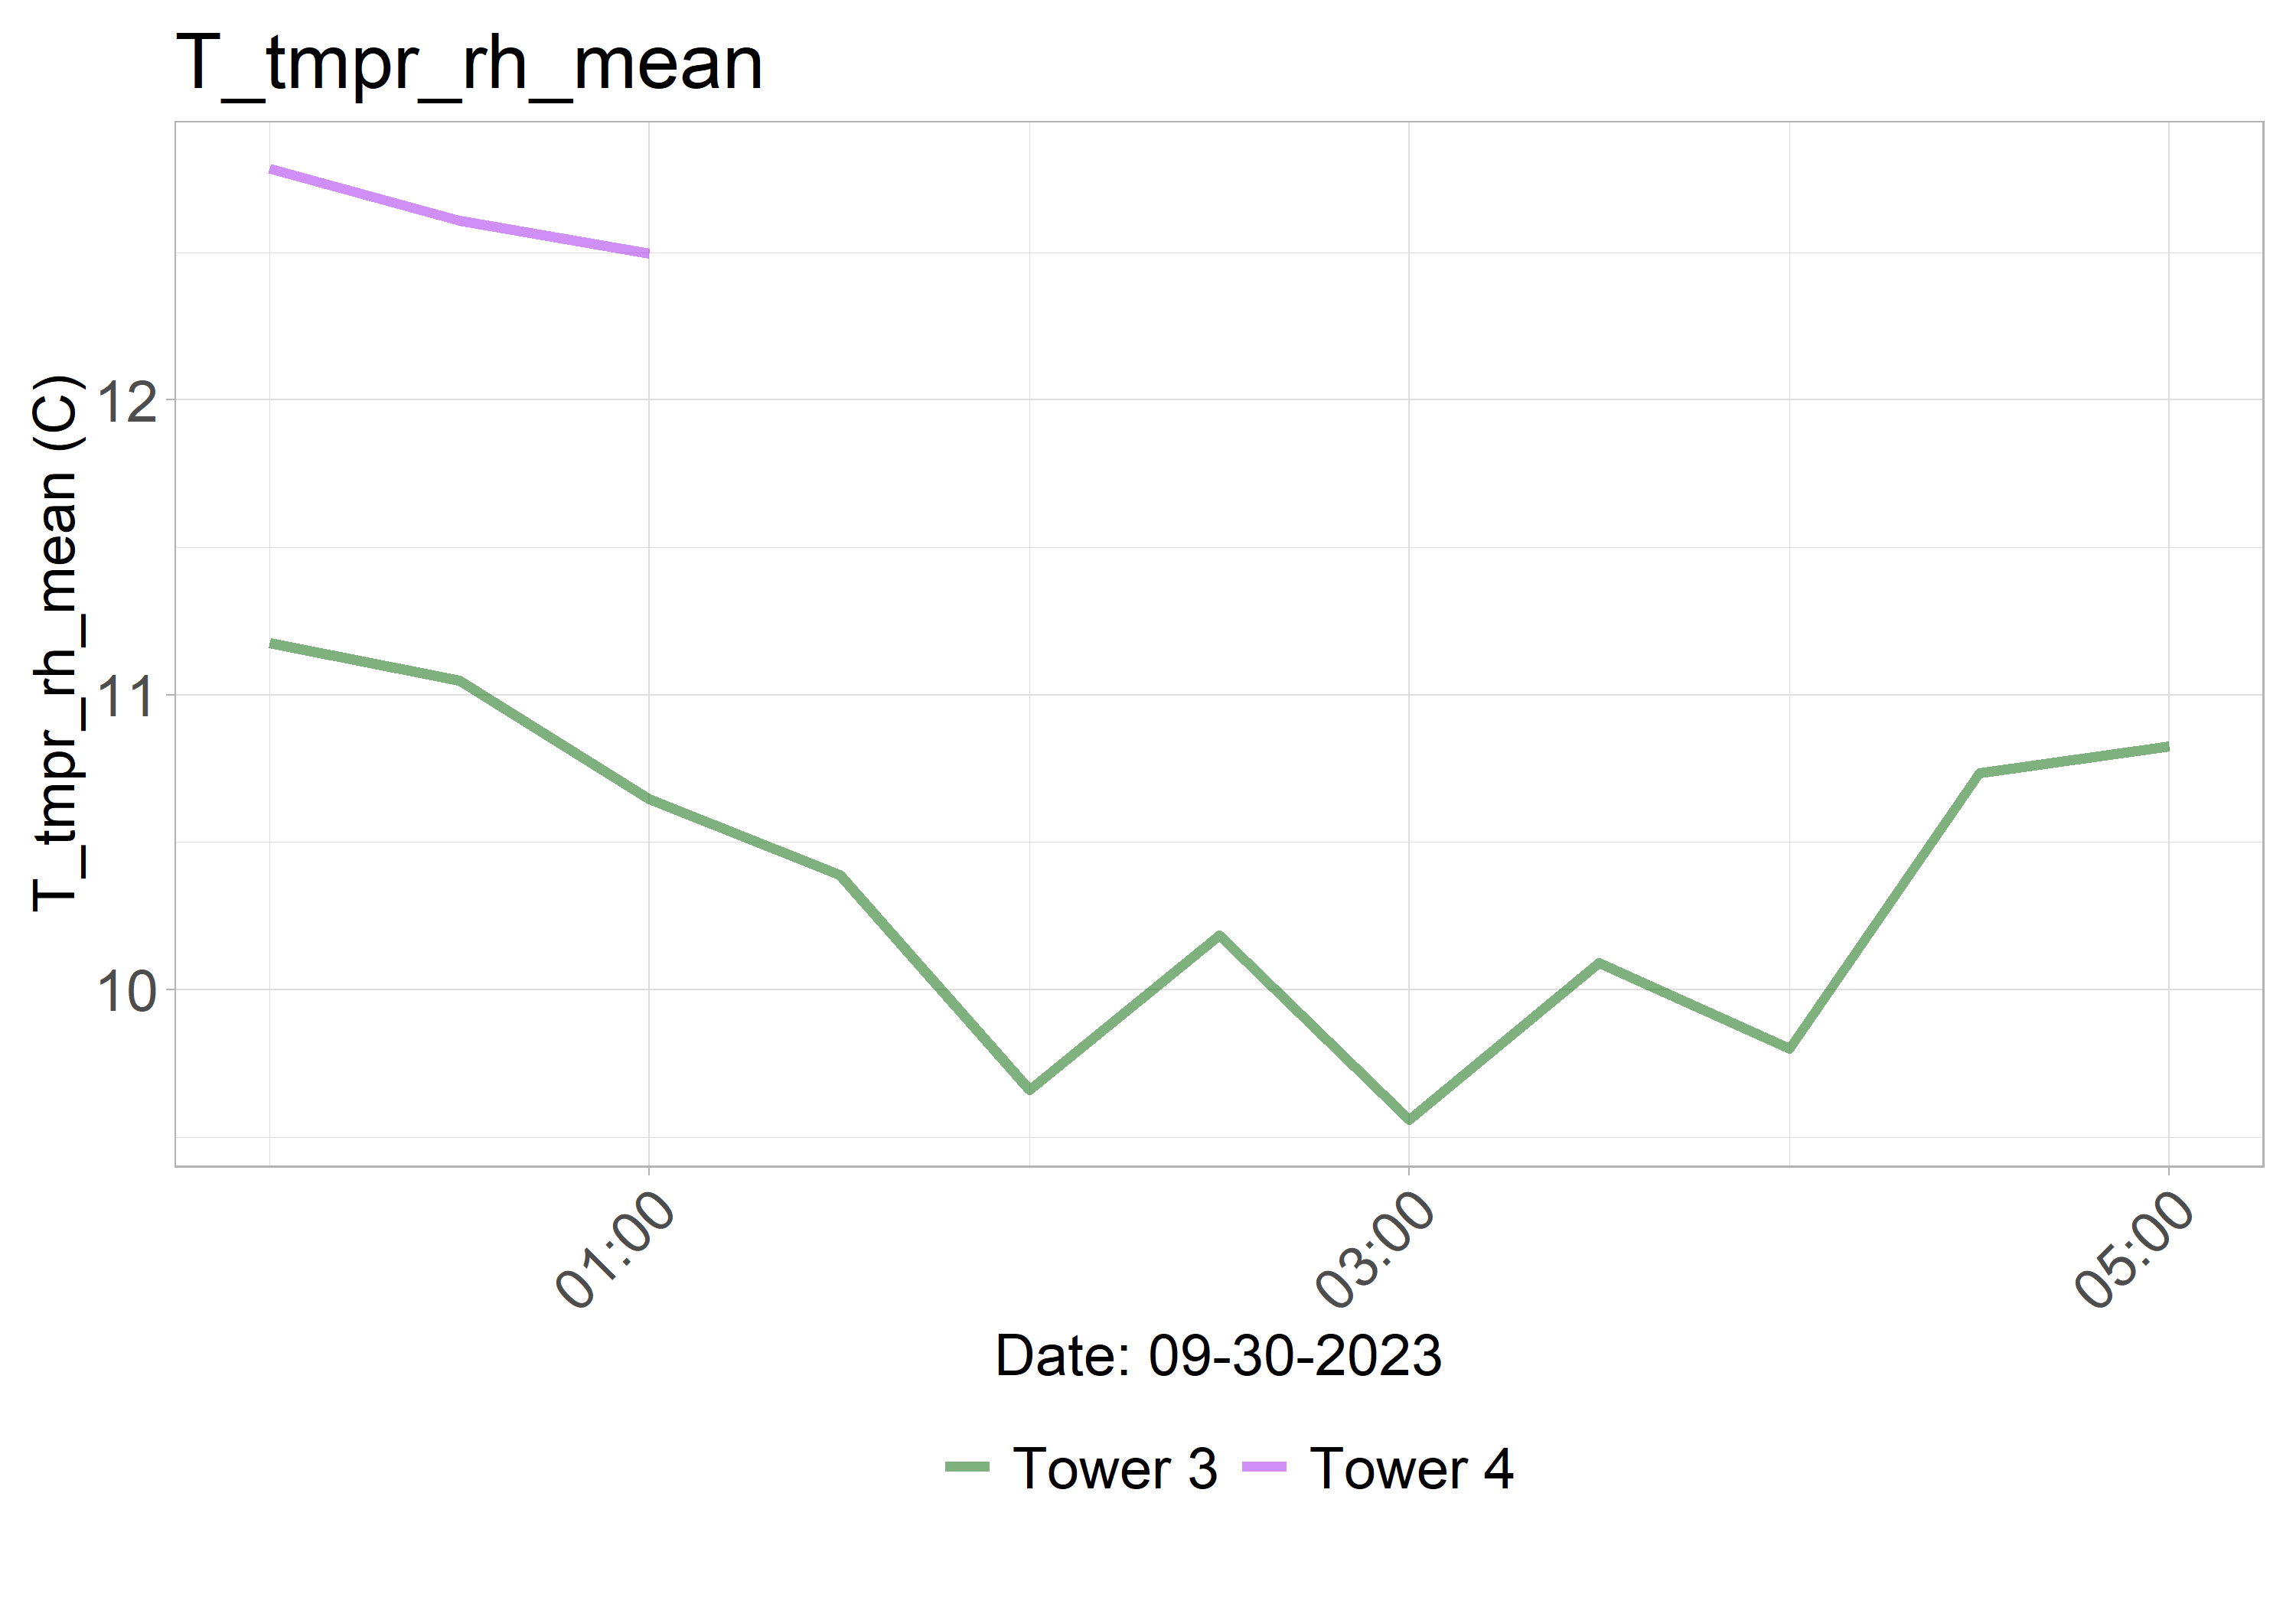 T_tmpr_rh_mean
T_tmpr_rh_mean (C)
12
11
10
01:00
03:00
05:00
Date: 09-30-2023
Tower 3
Tower 4